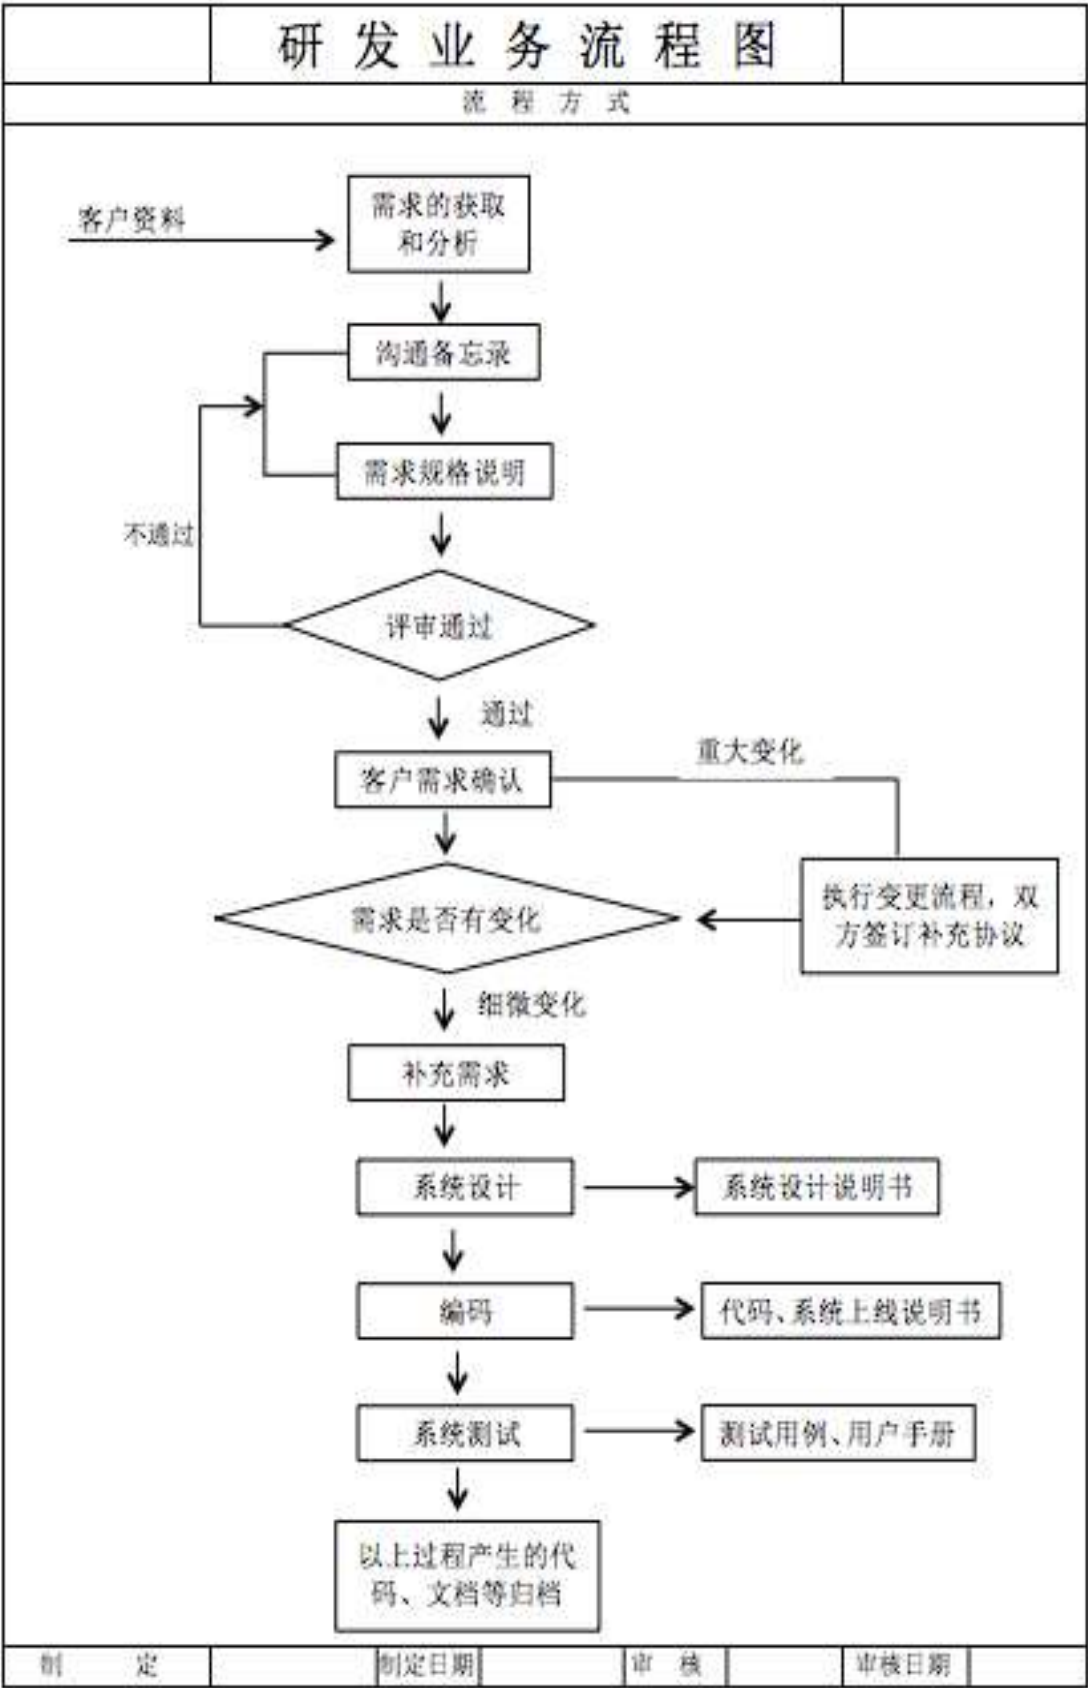 研发业务流程图
流程方式
客户资料
需求的获取
和分析
沟通备忘录
需求规格说明
不通过
评审通过
通过
客户需求确认
重大变化
需求是否有变化
执行变更流程，双
方签订补充协议
细微变化
补充需求
系统设计
系统设计说明书
编码
代码、系统上线说明书
系统测试
测试用例、用户手册
以上过程产生的代
码、文档等归档
制定
制定日期
审核
审核日期